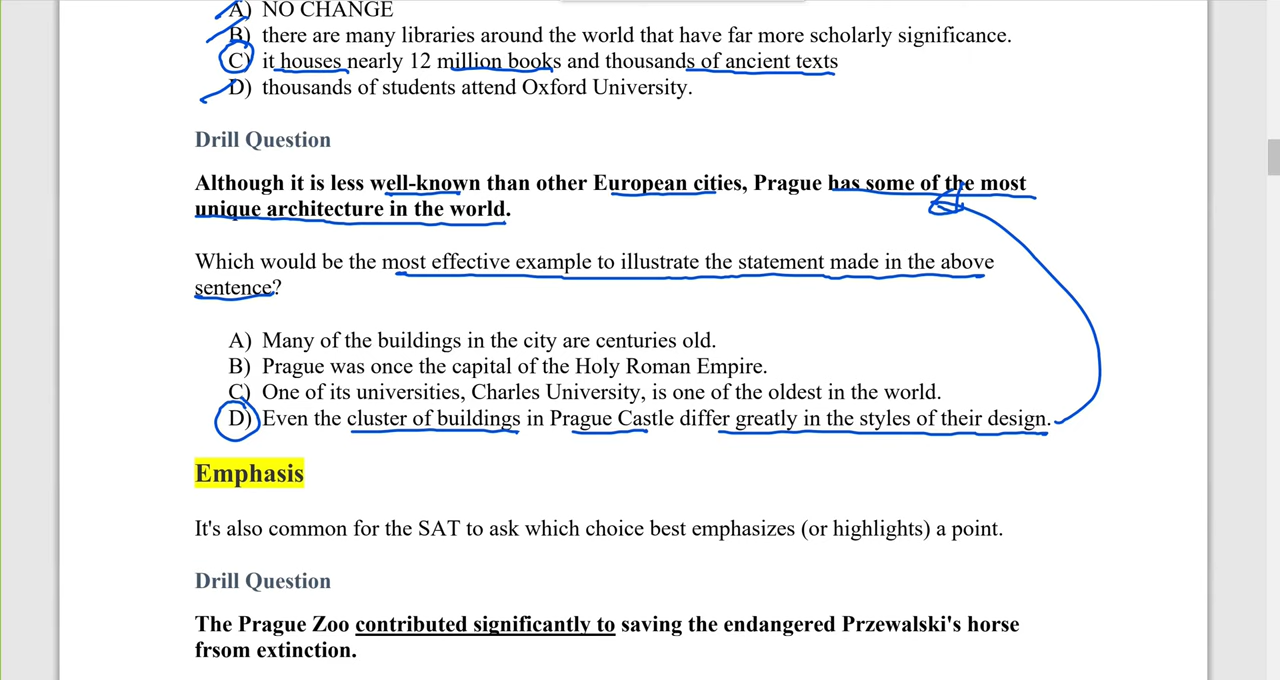 A) NO CHANGE
B) there are many libraries around the world that have far more scholarly significance.
C) it houses nearly 12 million books and thousands of ancient texts
D) thousands of students attend Oxford University.
Drill Question
Although it is less well-known than other European cities, Prague has some of the most
unique architecture in the world.
Which would be the most effective example to illustrate the statement made in the above
sentence?
A) Many of the buildings in the city are centuries old.
B) Prague was once the capital of the Holy Roman Empire.
C) One of its universities, Charles University, is one of the oldest in the world.
D) Even the cluster of buildings in Prague Castle differ greatly in the styles of their design.
Emphasis
It's also common for the SAT to ask which choice best emphasizes (or highlights) a point.
Drill Question
The Prague Zoo contributed significantly to saving the endangered Przewalski's horse
frsom extinction.